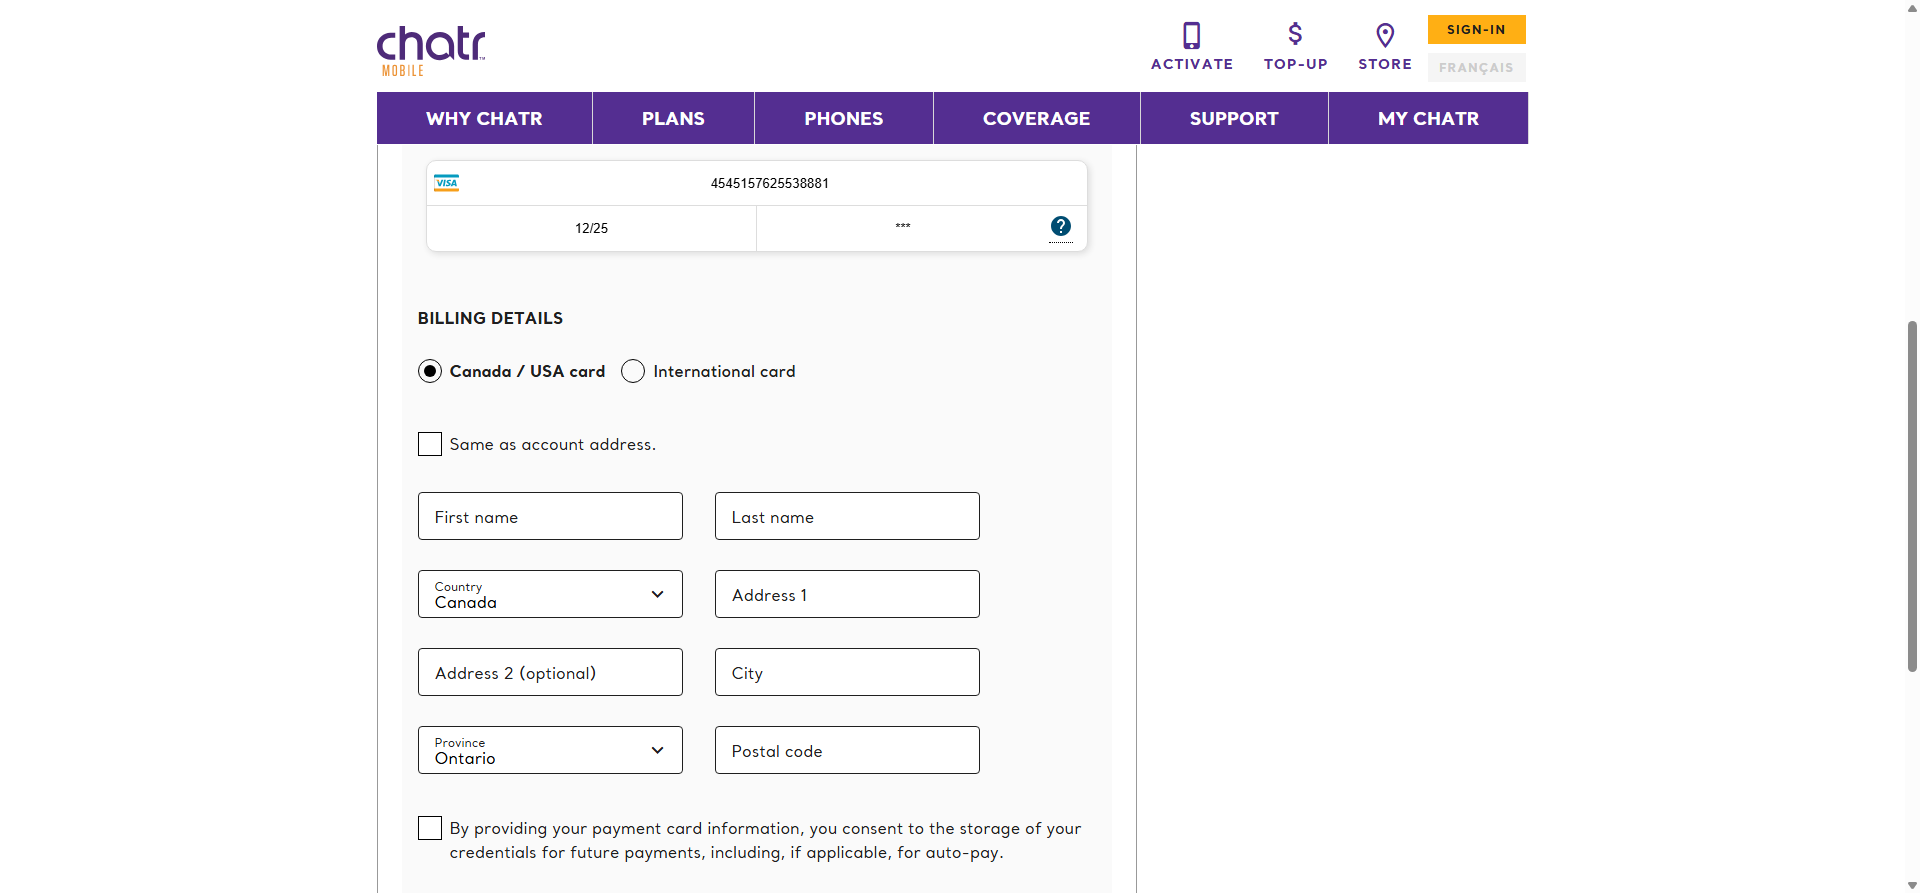 chatr
MOBILE
ACTIVATE
TOP-UP
STORE
SIGN-IN
FRANÇAIS
WHY CHATR
PLANS
PHONES
COVERAGE
SUPPORT
MY CHATR
VISA
4545157625538881
12/25
***
?
BILLING DETAILS
Canada / USA card
International card
Same as account address.
First name
Last name
Country
Canada
Address 1
Address 2 (optional)
City
Province
Ontario
Postal code
By providing your payment card information, you consent to the storage of your
credentials for future payments, including, if applicable, for auto-pay.